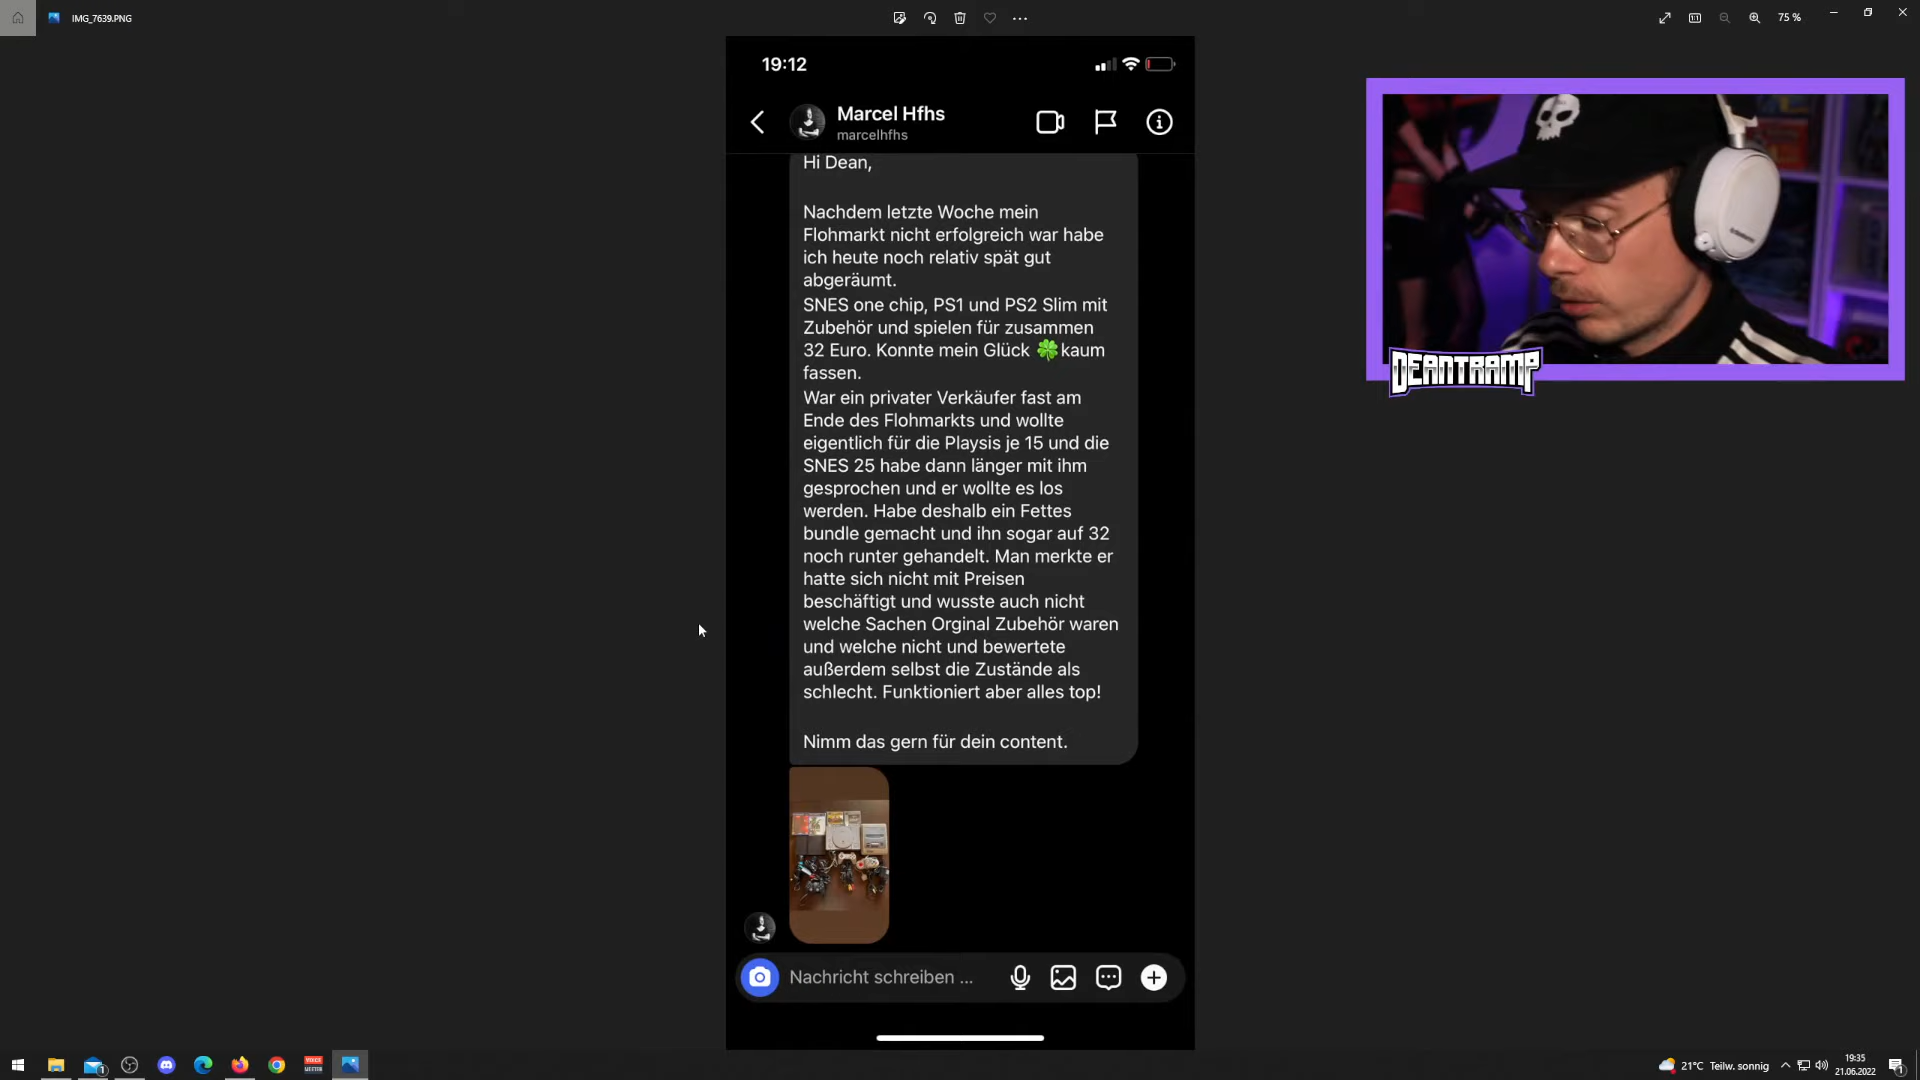 IMG_7639.PNG
75 %
19:12
Marcel Hfhs
marcelhfhs
Hi Dean,
Nachdem letzte Woche mein
Flohmarkt nicht erfolgreich war habe
ich heute noch relativ spät gut
abgeräumt.
SNES one chip, PS1 und PS2 Slim mit
Zubehör und spielen für zusammen
32 Euro. Konnte mein Glück 🍀kaum
fassen.
War ein privater Verkäufer fast am
Ende des Flohmarkts und wollte
eigentlich für die Playsis je 15 und die
SNES 25 habe dann länger mit ihm
gesprochen und er wollte es los
werden. Habe deshalb ein Fettes
bundle gemacht und ihn sogar auf 32
noch runter gehandelt. Man merkte er
hatte sich nicht mit Preisen
beschäftigt und wusste auch nicht
welche Sachen Orginal Zubehör waren
und welche nicht und bewertete
außerdem selbst die Zustände als
schlecht. Funktioniert aber alles top!
Nimm das gern für dein content.
Nachricht schreiben ...
DEANTRAMP
VOICE
MEETER
21°C Teilw. sonnig
19:35
21.06.2022